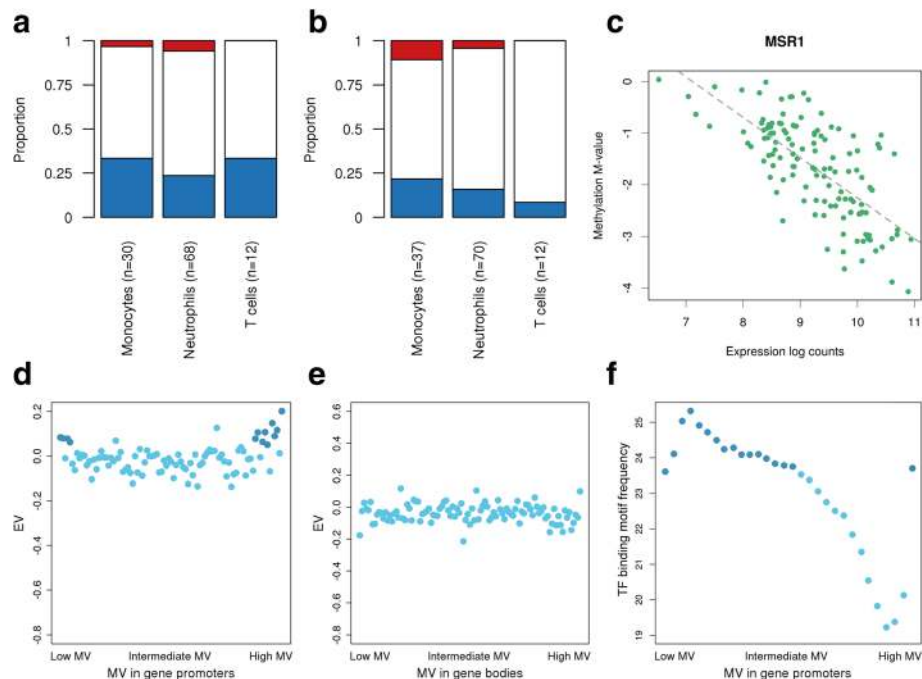 a
1
0.75
0.5
0.25
0
Proportion
Monocytes (n=30)
Neutrophils (n=68)
T cells (n=12)
b
1
0.75
0.5
0.25
0
Proportion
Monocytes (n=37)
Neutrophils (n=70)
T cells (n=12)
c
MSR1
0
-1
-2
-3
-4
Methylation M-value
7 8 9 10 11
Expression log counts
d
0.2
0.0
-0.2
-0.4
-0.6
-0.8
EV
Low MV Intermediate MV High MV
MV in gene promoters
e
0.6
0.4
0.2
0.0
-0.2
-0.4
-0.6
-0.8
EV
Low MV Intermediate MV High MV
MV in gene bodies
f
25
24
23
22
21
20
19
TF binding motif frequency
Low MV Intermediate MV High MV
MV in gene promoters